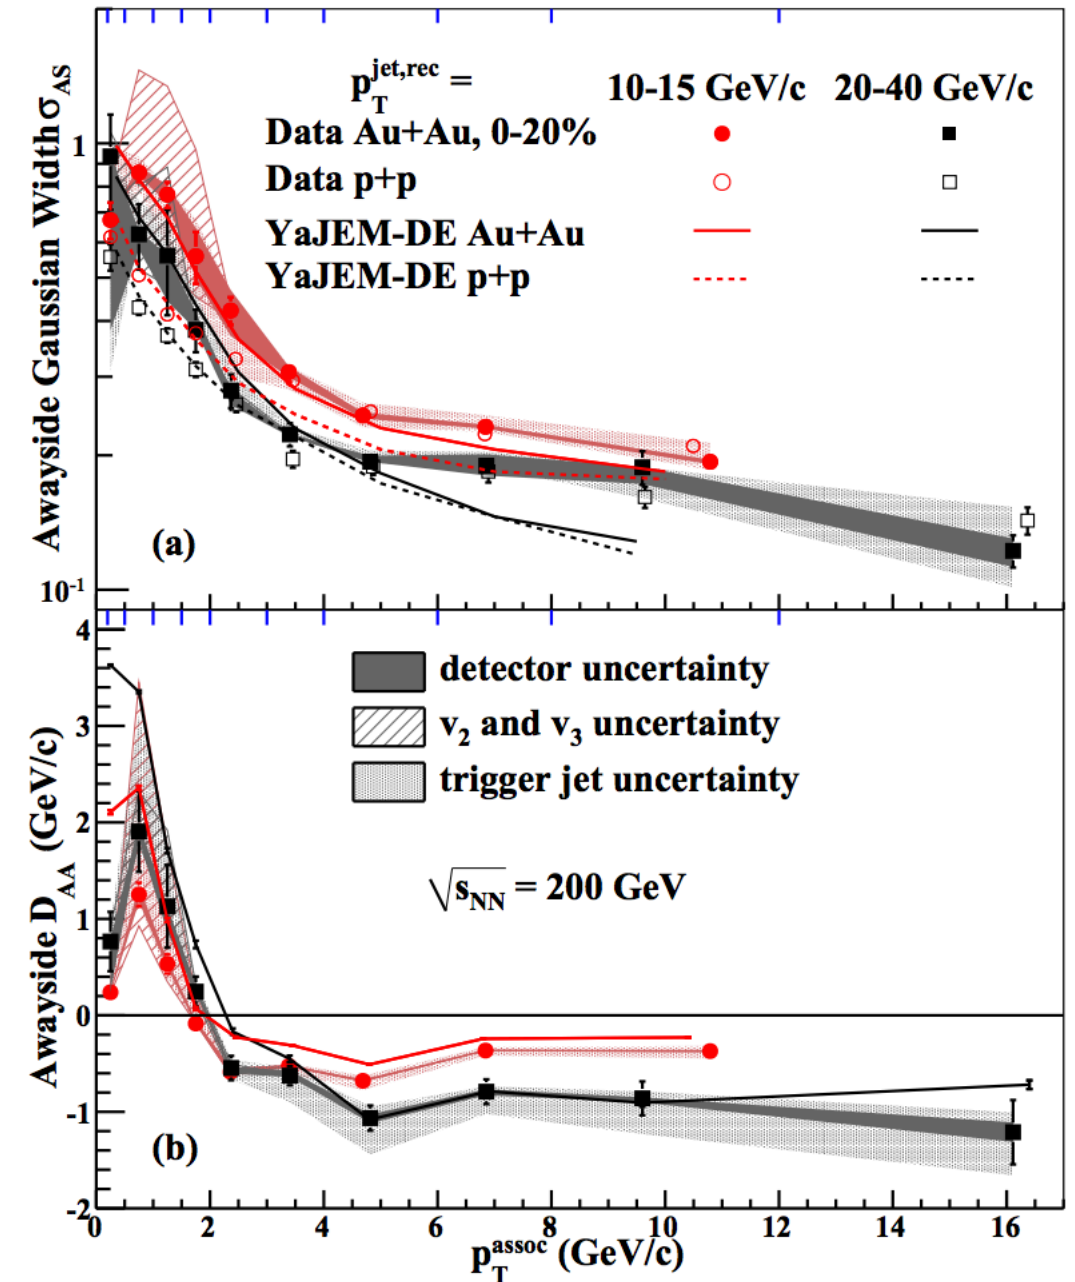 p_T^jet,rec = 10-15 GeV/c 20-40 GeV/c
Data Au+Au, 0-20%
Data p+p
YaJEM-DE Au+Au
YaJEM-DE p+p
Awayside Gaussian Width σ_AS
1
10^-1
(a)
4
3
2
1
0
-1
-2
Awayside D_AA (GeV/c)
detector uncertainty
v_2 and v_3 uncertainty
trigger jet uncertainty
√s_NN = 200 GeV
(b)
0 2 4 6 8 10 12 14 16
p_T^assoc (GeV/c)